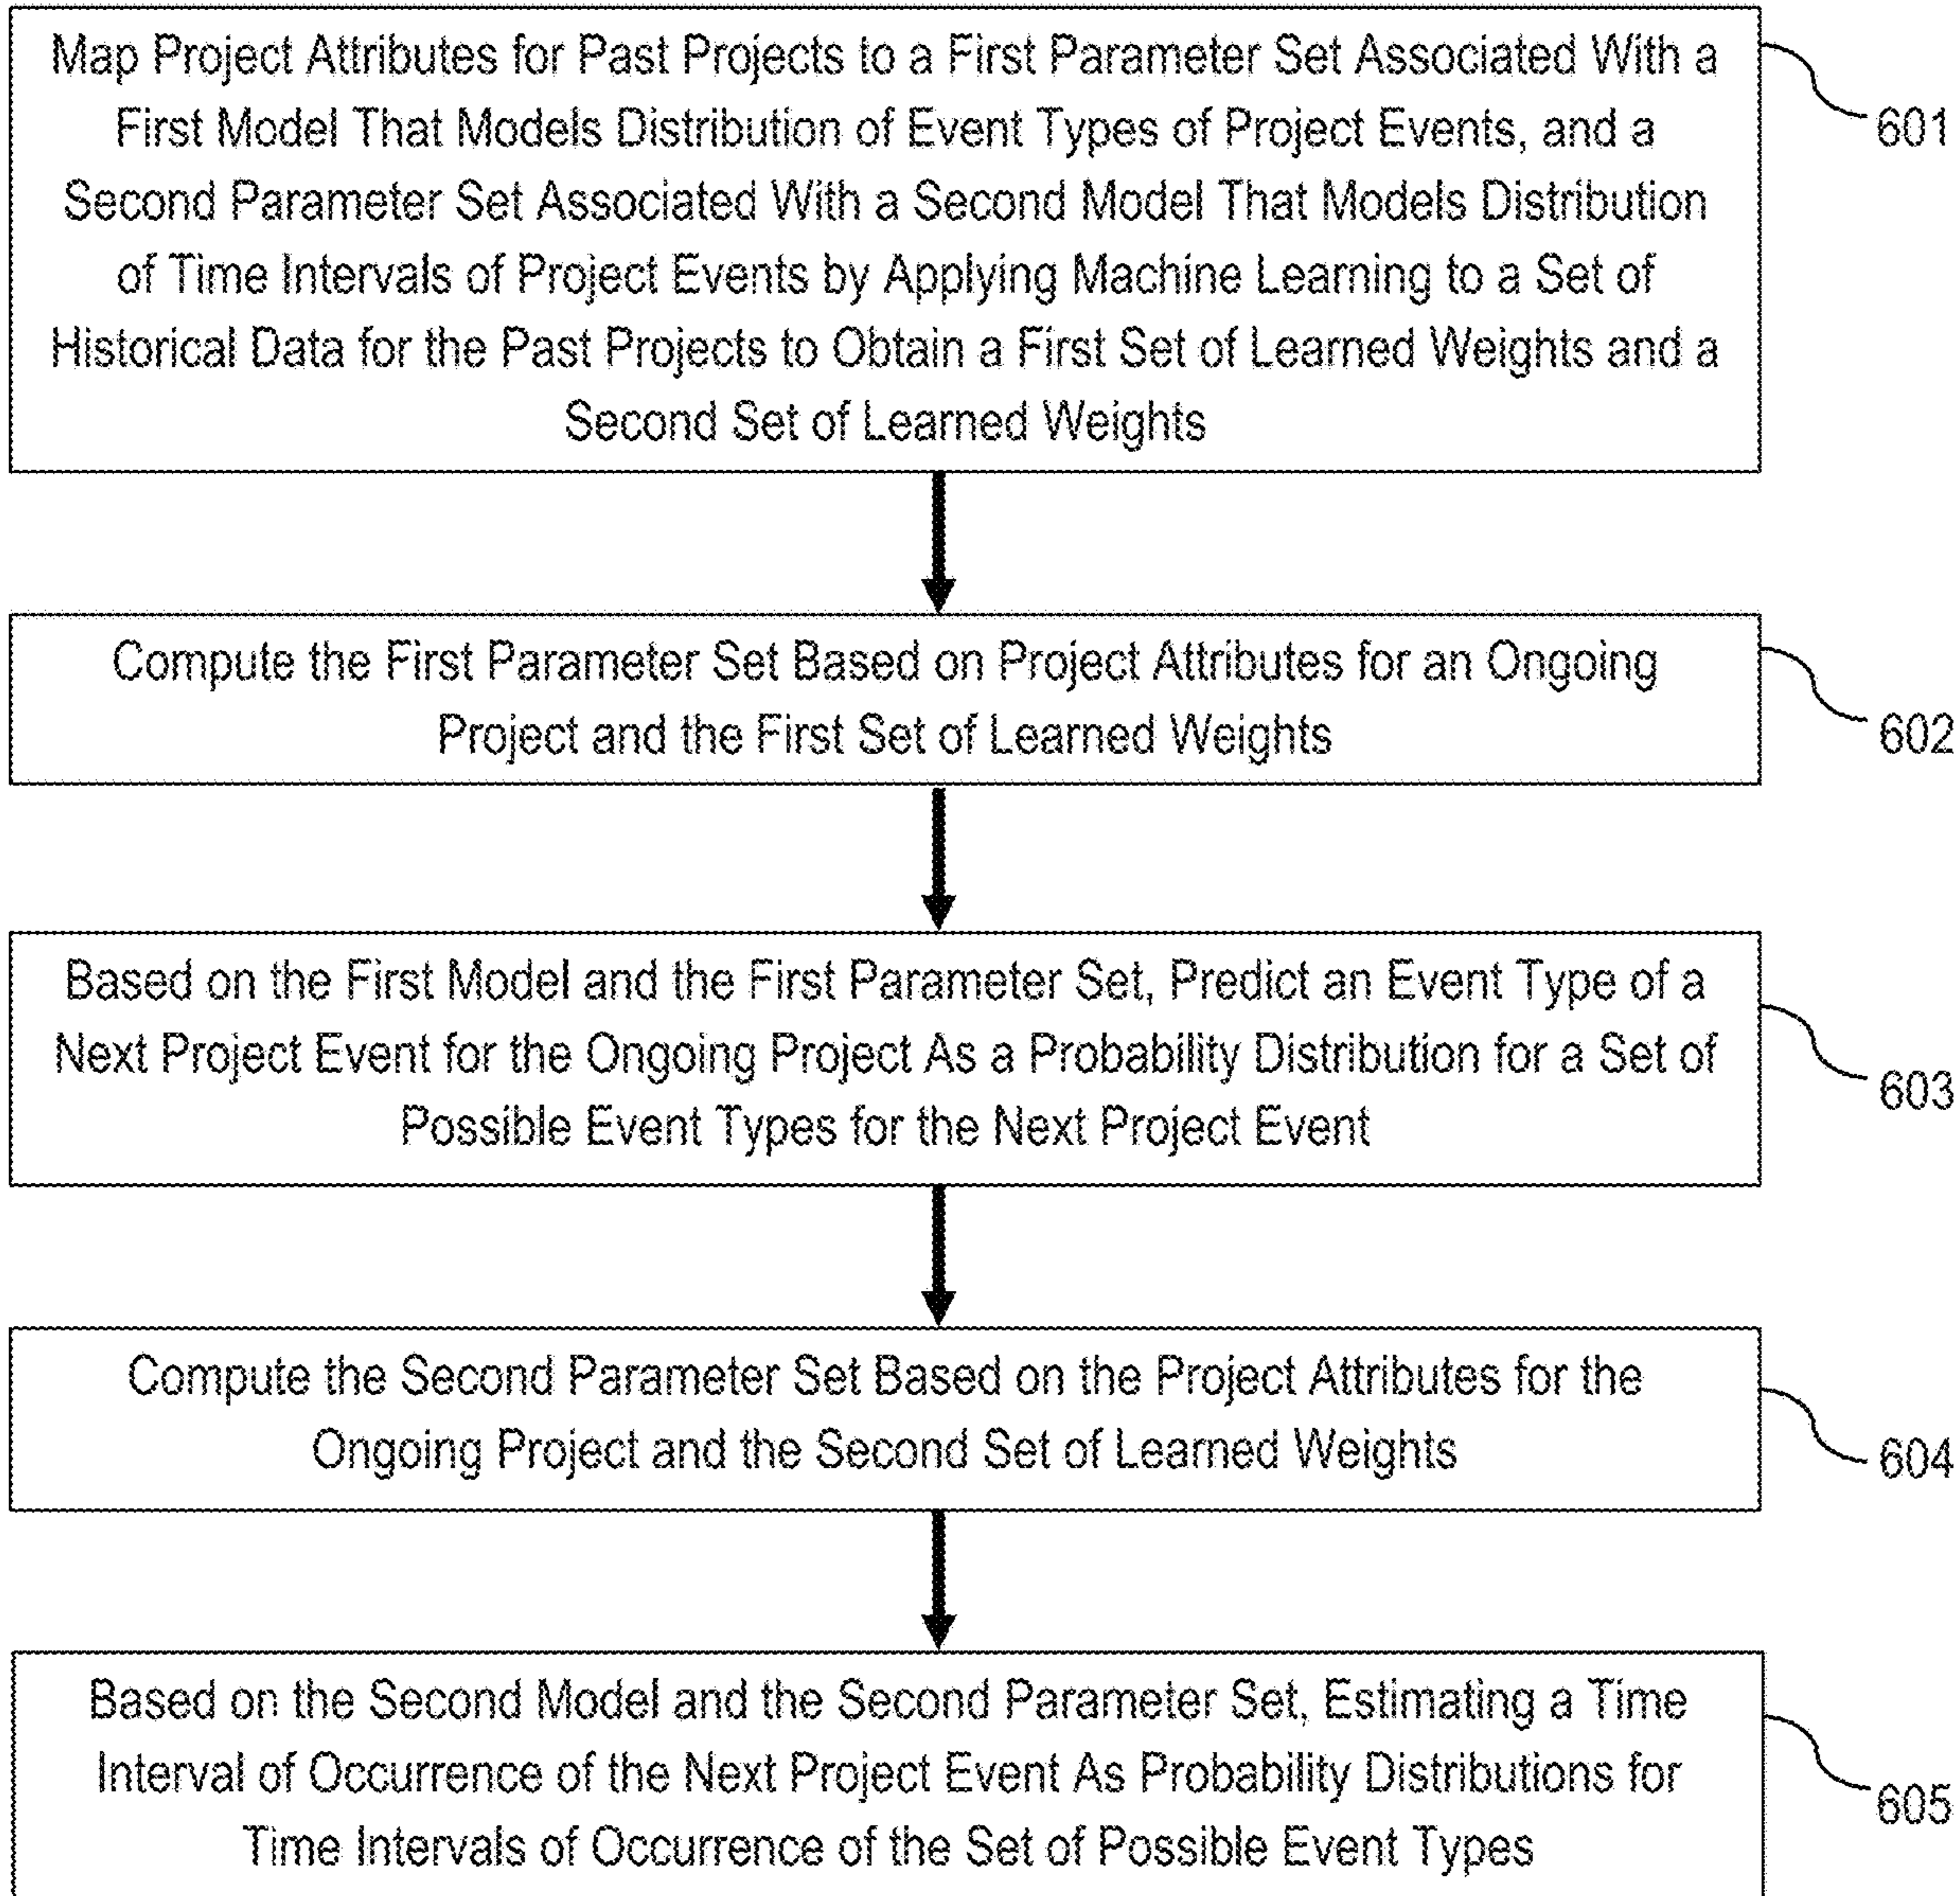 Map Project Attributes for Past Projects to a First Parameter Set Associated With a
First Model That Models Distribution of Event Types of Project Events, and a
Second Parameter Set Associated With a Second Model That Models Distribution
of Time Intervals of Project Events by Applying Machine Learning to a Set of
Historical Data for the Past Projects to Obtain a First Set of Learned Weights and a
Second Set of Learned Weights
601
Compute the First Parameter Set Based on Project Attributes for an Ongoing
Project and the First Set of Learned Weights
602
Based on the First Model and the First Parameter Set, Predict an Event Type of a
Next Project Event for the Ongoing Project As a Probability Distribution for a Set of
Possible Event Types for the Next Project Event
603
Compute the Second Parameter Set Based on the Project Attributes for the
Ongoing Project and the Second Set of Learned Weights
604
Based on the Second Model and the Second Parameter Set, Estimating a Time
Interval of Occurrence of the Next Project Event As Probability Distributions for
Time Intervals of Occurrence of the Set of Possible Event Types
605